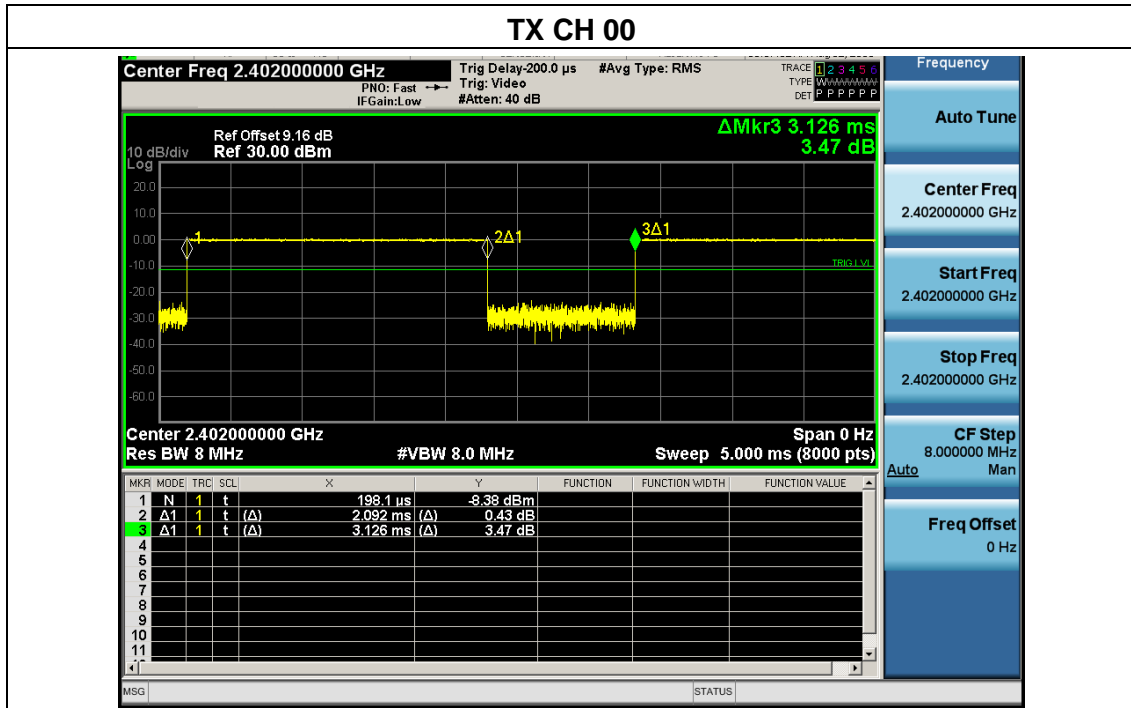 TX CH 00
Center Freq 2.402000000 GHz
PNO: Fast
IFGain:Low
Trig Delay-200.0 µs
Trig: Video
#Atten: 40 dB
#Avg Type: RMS
TRACE 1 2 3 4 5 6
TYPE
DET P P P P P P
Frequency
Auto Tune
Center Freq
2.402000000 GHz
Start Freq
2.402000000 GHz
Stop Freq
2.402000000 GHz
CF Step
8.000000 MHz
Auto Man
Freq Offset
0 Hz
ΔMkr3 3.126 ms
3.47 dB
Ref Offset 9.16 dB
10 dB/div Ref 30.00 dBm
Log
20.0
10.0
0.00
-10.0
-20.0
-30.0
-40.0
-50.0
-60.0
1
2Δ1
3Δ1
TRIG LVL
Center 2.402000000 GHz Span 0 Hz
Res BW 8 MHz #VBW 8.0 MHz Sweep 5.000 ms (8000 pts)
MKR MODE TRC SCL X Y FUNCTION FUNCTION WIDTH FUNCTION VALUE
1 N 1 t 198.1 µs -8.38 dBm
2 Δ1 1 t (Δ) 2.092 ms (Δ) 0.43 dB
3 Δ1 1 t (Δ) 3.126 ms (Δ) 3.47 dB
4
5
6
7
8
9
10
11
MSG STATUS